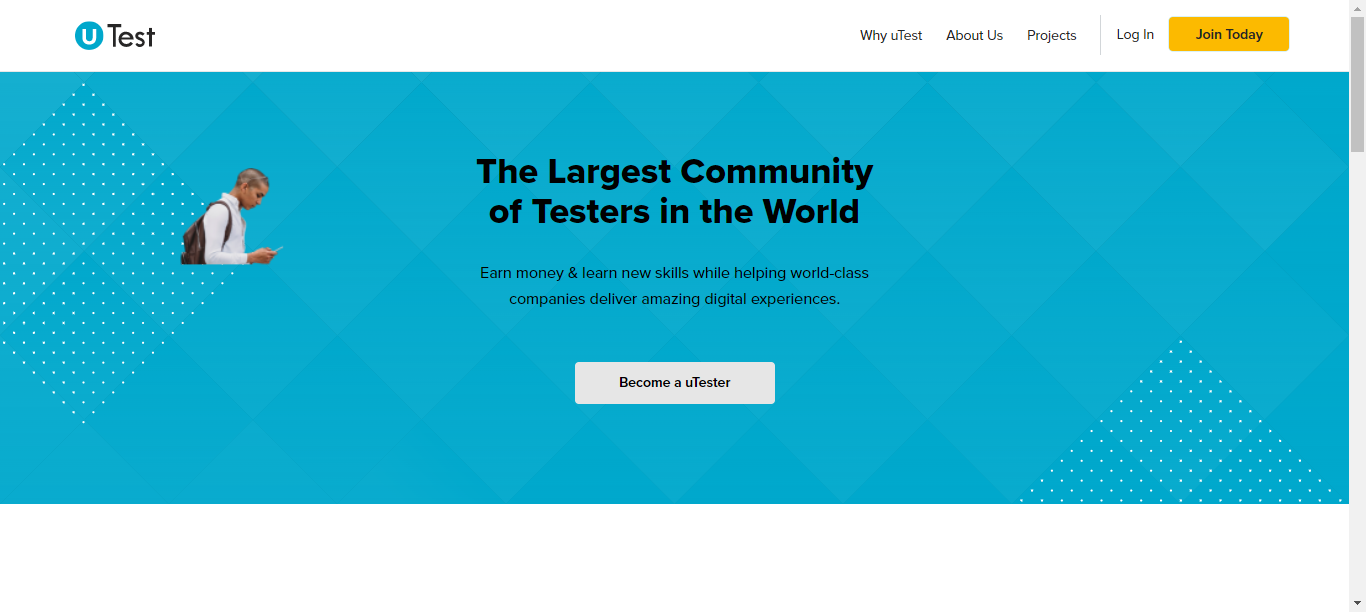 uTest
Why uTest
About Us
Projects
Log In
Join Today
The Largest Community
of Testers in the World
Earn money & learn new skills while helping world-class
companies deliver amazing digital experiences.
Become a uTester